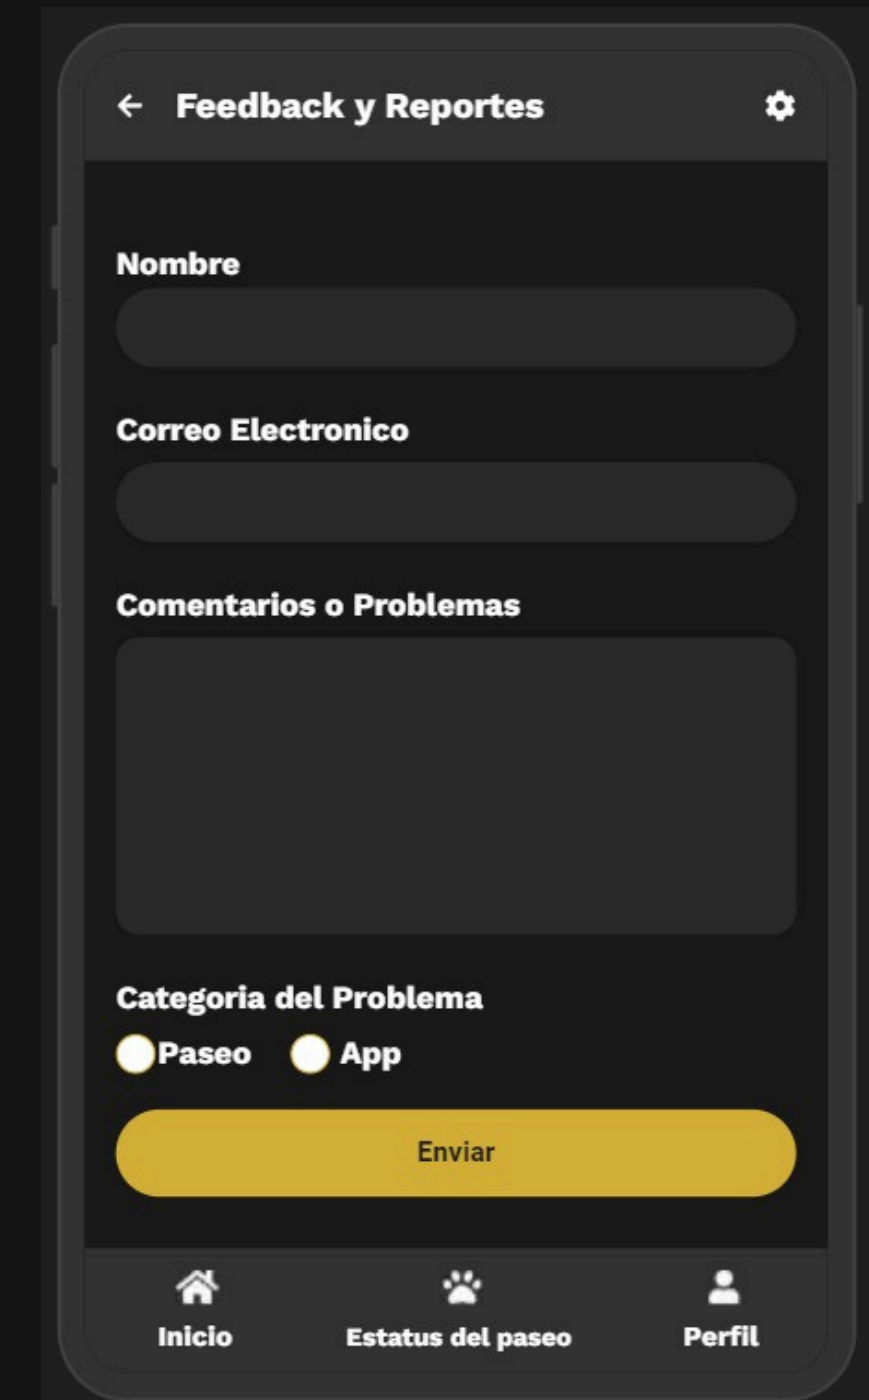 Feedback y Reportes
Nombre
Correo Electronico
Comentarios o Problemas
Categoria del Problema
Paseo App
Enviar
Inicio Estatus del paseo Perfil